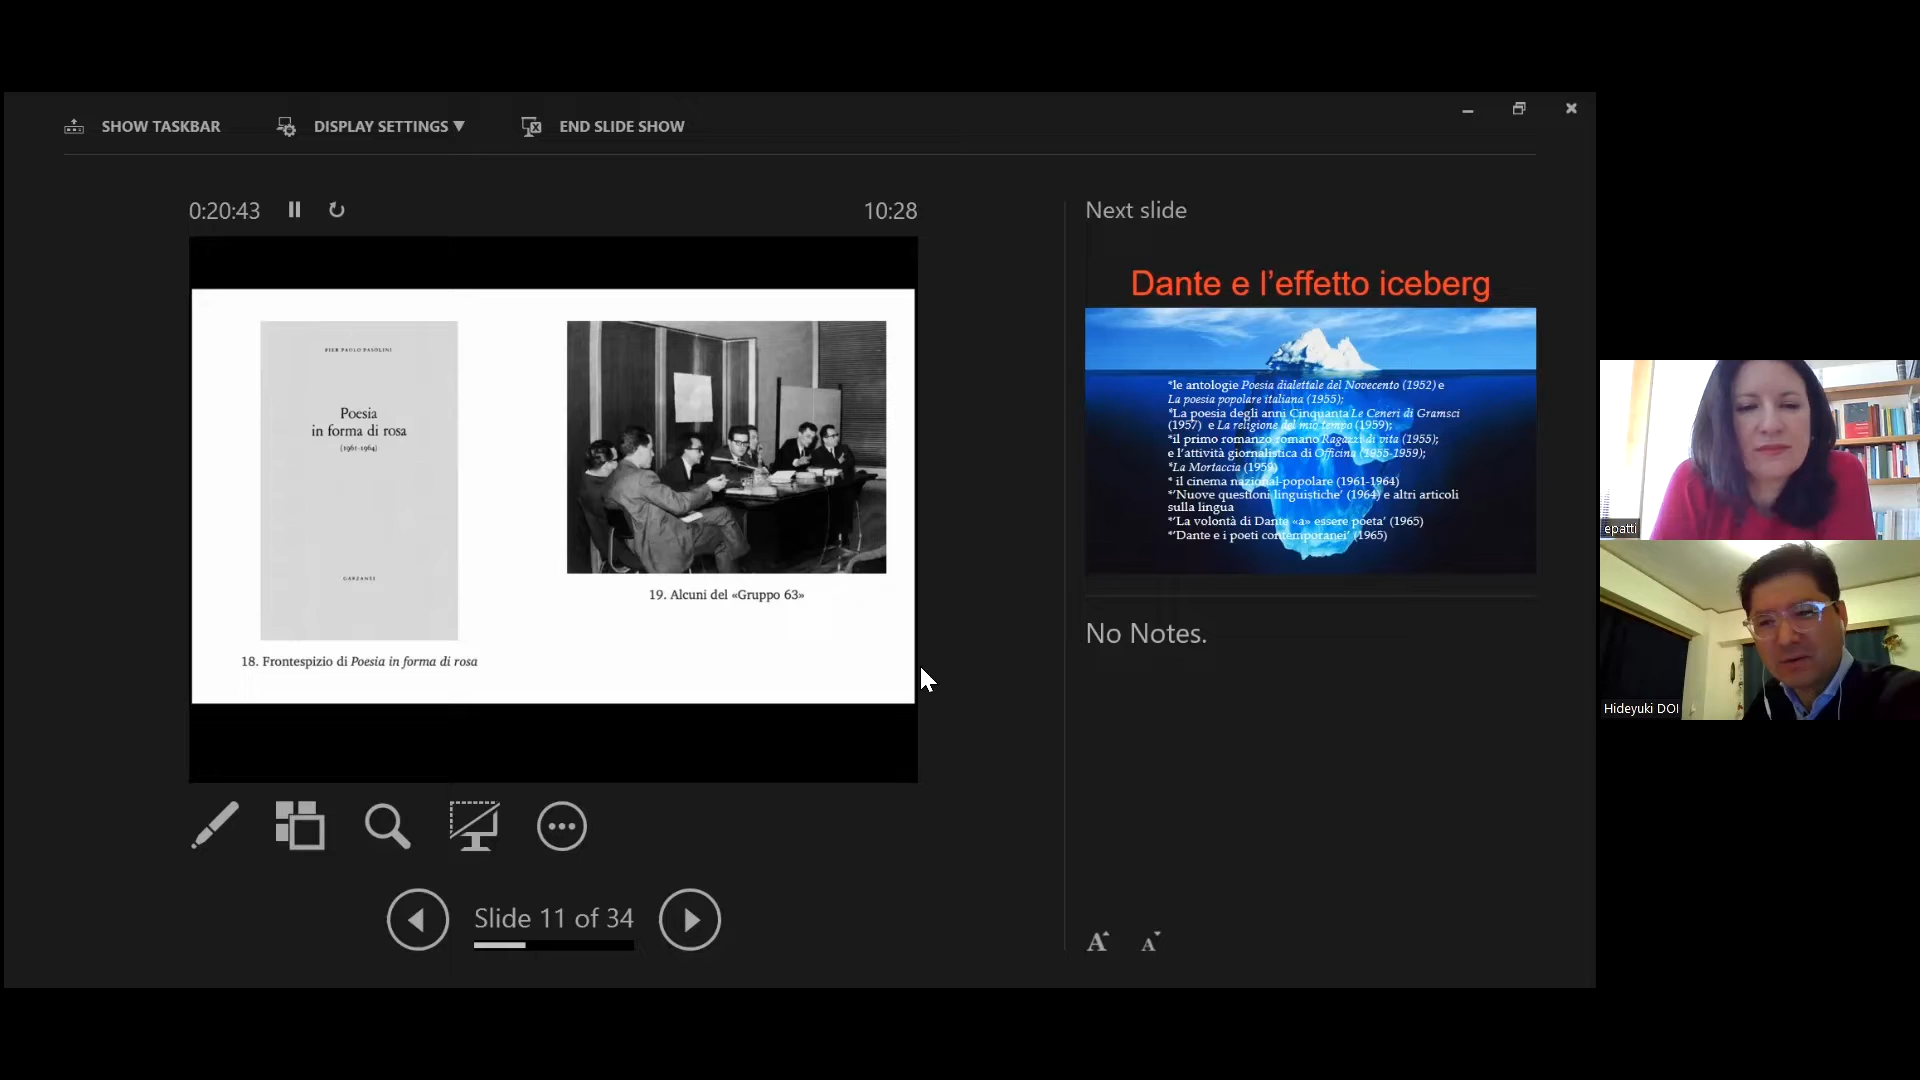 SHOW TASKBAR
DISPLAY SETTINGS ▼
END SLIDE SHOW
0:20:43
10:28
PIER PAOLO PASOLINI
Poesia
in forma di rosa
(1961-1964)
GARZANTI
18. Frontespizio di Poesia in forma di rosa
19. Alcuni del «Gruppo 63»
Slide 11 of 34
Next slide
Dante e l'effetto iceberg
*le antologie Poesia dialettale del Novecento (1952) e
La poesia popolare italiana (1955);
*La poesia degli anni Cinquanta Le Ceneri di Gramsci
(1957) e La religione del mio tempo (1959);
*il primo romanzo romano Ragazzi di vita (1955);
e l'attività giornalistica di Officina (1955-1959);
*La Mortaccia (1959)
* il cinema nazional-popolare (1961-1964)
*'Nuove questioni linguistiche' (1964) e altri articoli
sulla lingua
*'La volontà di Dante «a» essere poeta' (1965)
*'Dante e i poeti contemporanei' (1965)
No Notes.
A A
epatti
Hideyuki DOI